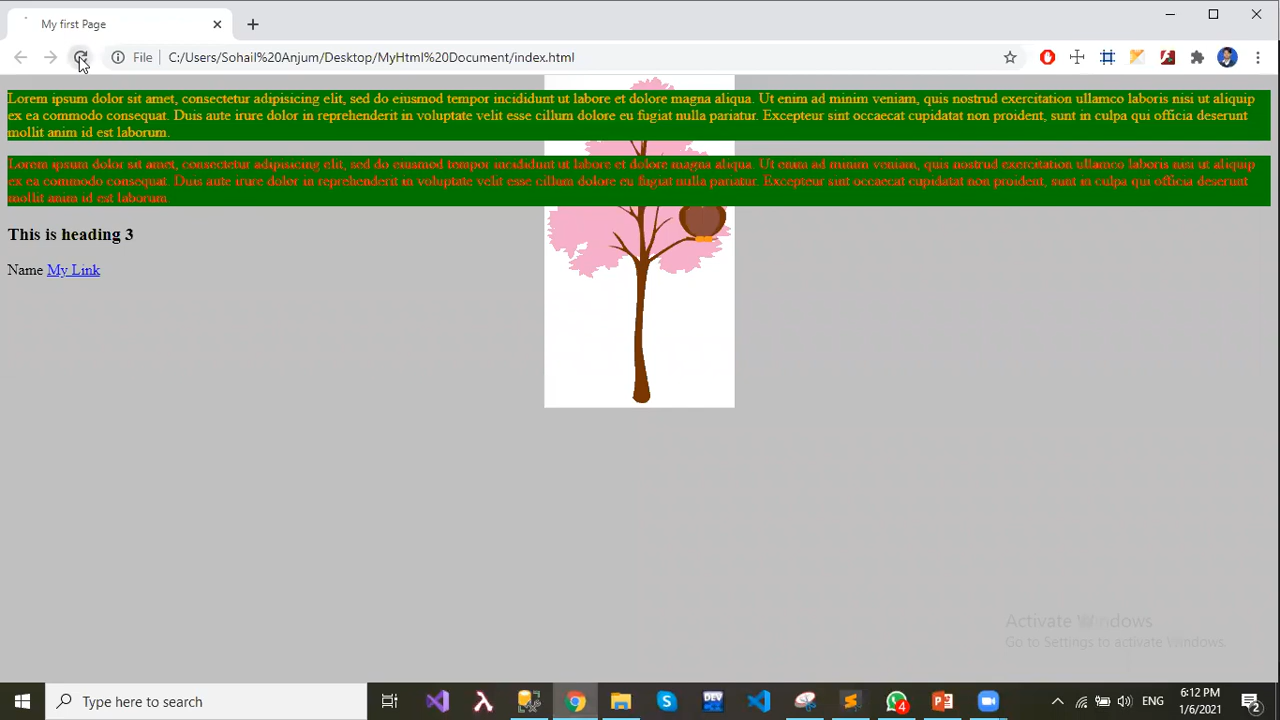 My first Page
File
C:/Users/Sohail%20Anjum/Desktop/MyHtml%20Document/index.html
Lorem ipsum dolor sit amet, consectetur adipisicing elit, sed do eiusmod tempor incididunt ut labore et dolore magna aliqua. Ut enim ad minim veniam, quis nostrud exercitation ullamco laboris nisi ut aliquip
ex ea commodo consequat. Duis aute irure dolor in reprehenderit in voluptate velit esse cillum dolore eu fugiat nulla pariatur. Excepteur sint occaecat cupidatat non proident, sunt in culpa qui officia deserunt
mollit anim id est laborum.
Lorem ipsum dolor sit amet, consectetur adipisicing elit, sed do eiusmod tempor incididunt ut labore et dolore magna aliqua. Ut enim ad minim veniam, quis nostrud exercitation ullamco laboris nisi ut aliquip
ex ea commodo consequat. Duis aute irure dolor in reprehenderit in voluptate velit esse cillum dolore eu fugiat nulla pariatur. Excepteur sint occaecat cupidatat non proident, sunt in culpa qui officia deserunt
mollit anim id est laborum.
This is heading 3
Name My Link
Activate Windows
Go to Settings to activate Windows.
Type here to search
DEV
4
ENG
6:12 PM
1/6/2021
2